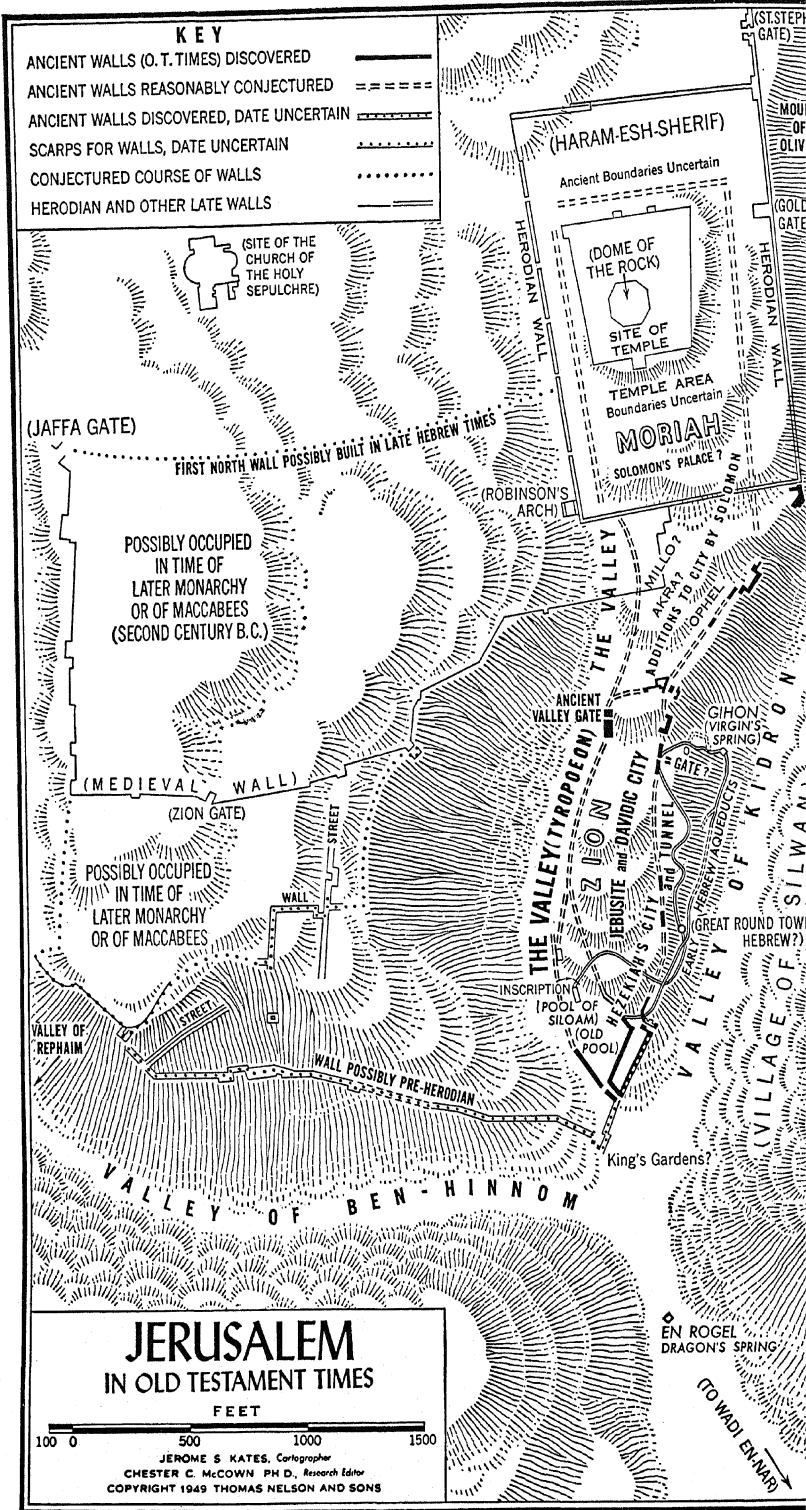 KEY
ANCIENT WALLS (O. T. TIMES) DISCOVERED
ANCIENT WALLS REASONABLY CONJECTURED
ANCIENT WALLS DISCOVERED, DATE UNCERTAIN
SCARPS FOR WALLS, DATE UNCERTAIN
CONJECTURED COURSE OF WALLS
HERODIAN AND OTHER LATE WALLS
GATE)
(HARAM-ESH-SHERIF)
Ancient Boundaries Uncertain
OF
HERODIAN WALL
HERODIAN WALL
(DOME OF
THE ROCK)
SITE OF
TEMPLE
TEMPLE AREA
Boundaries Uncertain
MORIAH
SOLOMON'S PALACE ?
(SITE OF THE
CHURCH OF
THE HOLY
SEPULCHRE)
(JAFFA GATE)
FIRST NORTH WALL POSSIBLY BUILT IN LATE HEBREW TIMES
(ROBINSON'S
ARCH)
POSSIBLY OCCUPIED
IN TIME OF
LATER MONARCHY
OR OF MACCABEES
(SECOND CENTURY B.C.)
THE VALLEY
MILLO?
AKRA?
ADDITIONS TO CITY BY SOLOMON
OPHEL
ANCIENT
VALLEY GATE
GIHON
(VIRGIN'S
SPRING)
GATE ?
(MEDIEVAL WALL)
(ZION GATE)
STREET
THE VALLEY (TYROPOEON)
ZION
JEBUSITE and DAVIDIC CITY
HEZEKIAH'S CITY and TUNNEL
EARLY HEBREW AQUEDUCTS
VALLEY OF KIDRON
(VILLAGE OF SILWAN
(GREAT ROUND
HEBREW?)
POSSIBLY OCCUPIED
IN TIME OF
LATER MONARCHY
OR OF MACCABEES
WALL
INSCRIPTION
(POOL OF
SILOAM)
(OLD
POOL)
STREET
VALLEY OF
REPHAIM
WALL POSSIBLY PRE-HERODIAN
King's Gardens?
VALLEY OF BEN-HINNOM
EN ROGEL
DRAGON'S SPRING
(TO WADI EN-NAR)
JERUSALEM
IN OLD TESTAMENT TIMES
FEET
100 0 500 1000 1500
JEROME S KATES, Cartographer
CHESTER C. McCOWN PH D., Research Editor
COPYRIGHT 1949 THOMAS NELSON AND SONS